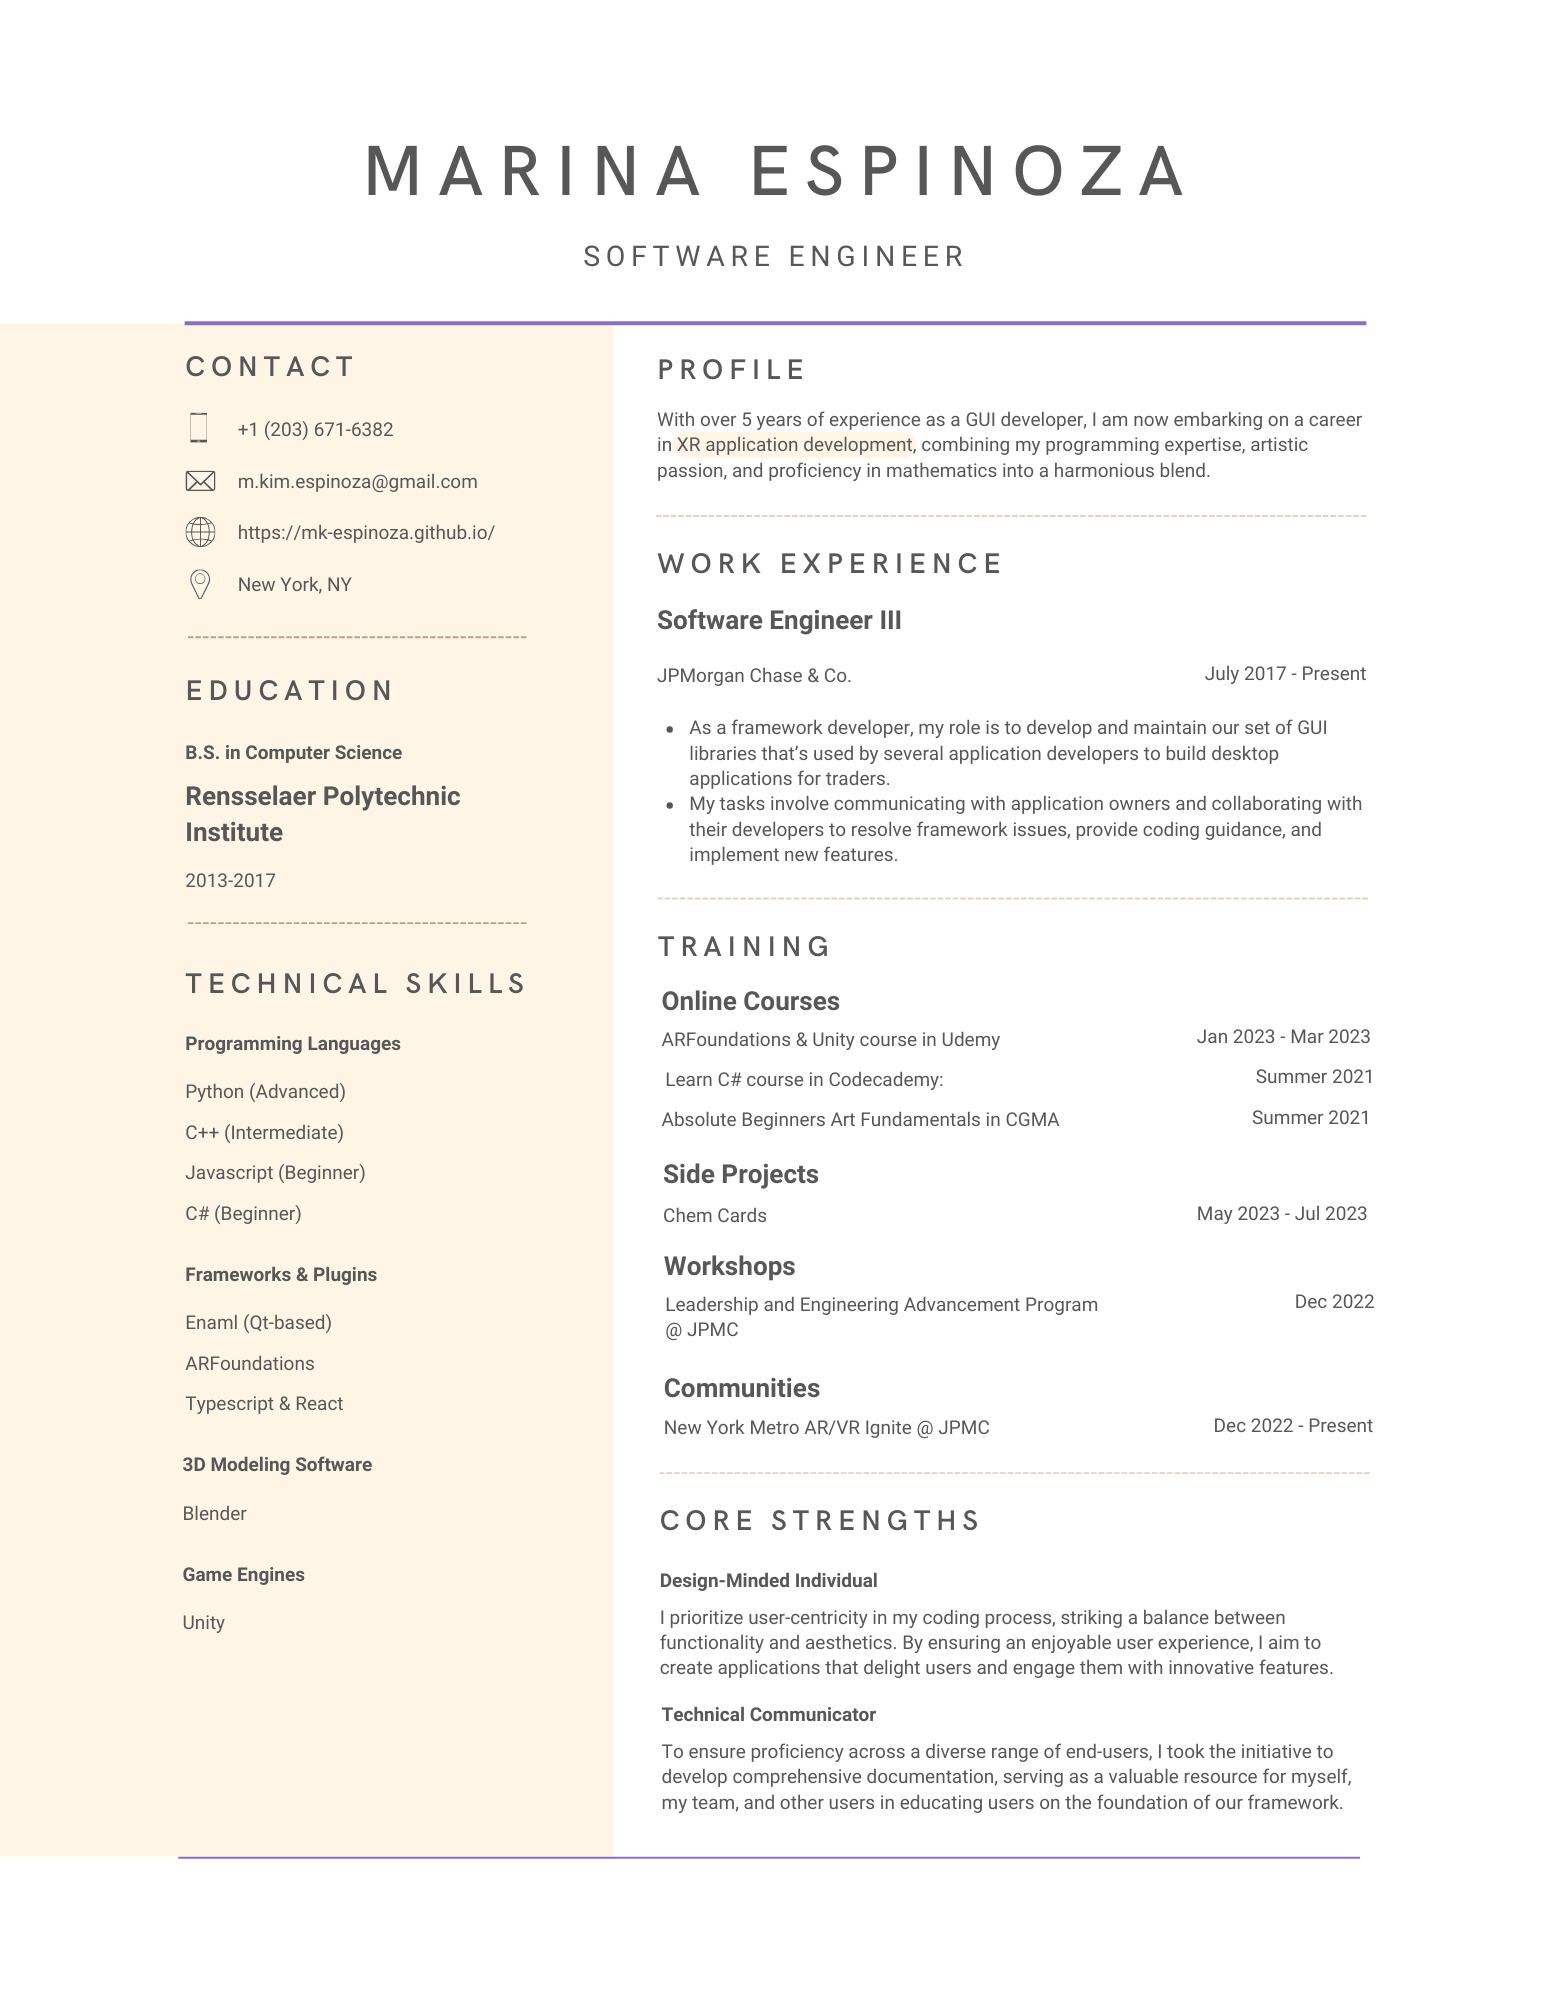 MARINA ESPINOZA
SOFTWARE ENGINEER
CONTACT
+1 (203) 671-6382
m.kim.espinoza@gmail.com
https://mk-espinoza.github.io/
New York, NY
EDUCATION
B.S. in Computer Science
Rensselaer Polytechnic
Institute
2013-2017
TECHNICAL SKILLS
Programming Languages
Python (Advanced)
C++ (Intermediate)
Javascript (Beginner)
C# (Beginner)
Frameworks & Plugins
Enaml (Qt-based)
ARFoundations
Typescript & React
3D Modeling Software
Blender
Game Engines
Unity
PROFILE
With over 5 years of experience as a GUI developer, I am now embarking on a career
in XR application development, combining my programming expertise, artistic
passion, and proficiency in mathematics into a harmonious blend.
WORK EXPERIENCE
Software Engineer III
JPMorgan Chase & Co. July 2017 - Present
• As a framework developer, my role is to develop and maintain our set of GUI
libraries that’s used by several application developers to build desktop
applications for traders.
• My tasks involve communicating with application owners and collaborating with
their developers to resolve framework issues, provide coding guidance, and
implement new features.
TRAINING
Online Courses
ARFoundations & Unity course in Udemy Jan 2023 - Mar 2023
Learn C# course in Codecademy: Summer 2021
Absolute Beginners Art Fundamentals in CGMA Summer 2021
Side Projects
Chem Cards May 2023 - Jul 2023
Workshops
Leadership and Engineering Advancement Program Dec 2022
@ JPMC
Communities
New York Metro AR/VR Ignite @ JPMC Dec 2022 - Present
CORE STRENGTHS
Design-Minded Individual
I prioritize user-centricity in my coding process, striking a balance between
functionality and aesthetics. By ensuring an enjoyable user experience, I aim to
create applications that delight users and engage them with innovative features.
Technical Communicator
To ensure proficiency across a diverse range of end-users, I took the initiative to
develop comprehensive documentation, serving as a valuable resource for myself,
my team, and other users in educating users on the foundation of our framework.